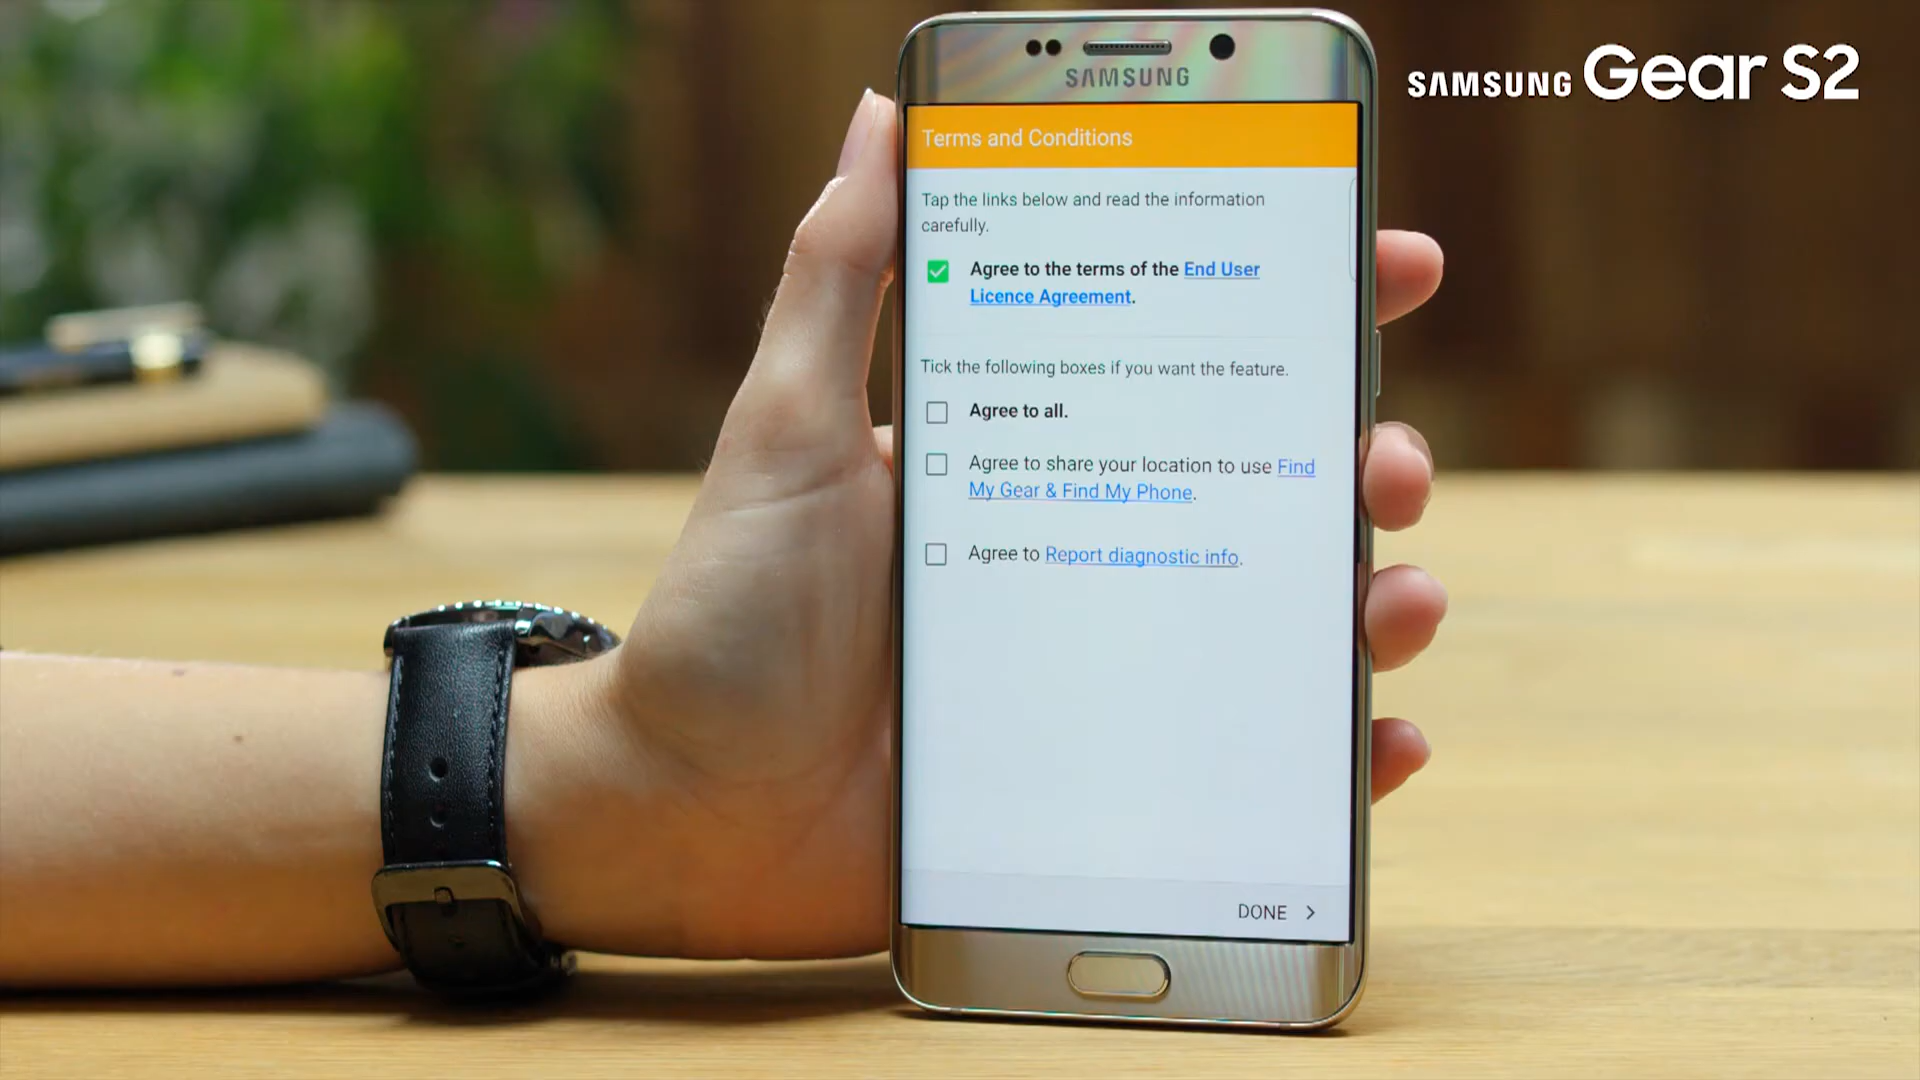 SAMSUNG Gear S2
SAMSUNG
Terms and Conditions
Tap the links below and read the information
carefully.
Agree to the terms of the End User
Licence Agreement.
Tick the following boxes if you want the feature.
Agree to all.
Agree to share your location to use Find
My Gear & Find My Phone.
Agree to Report diagnostic info.
DONE >